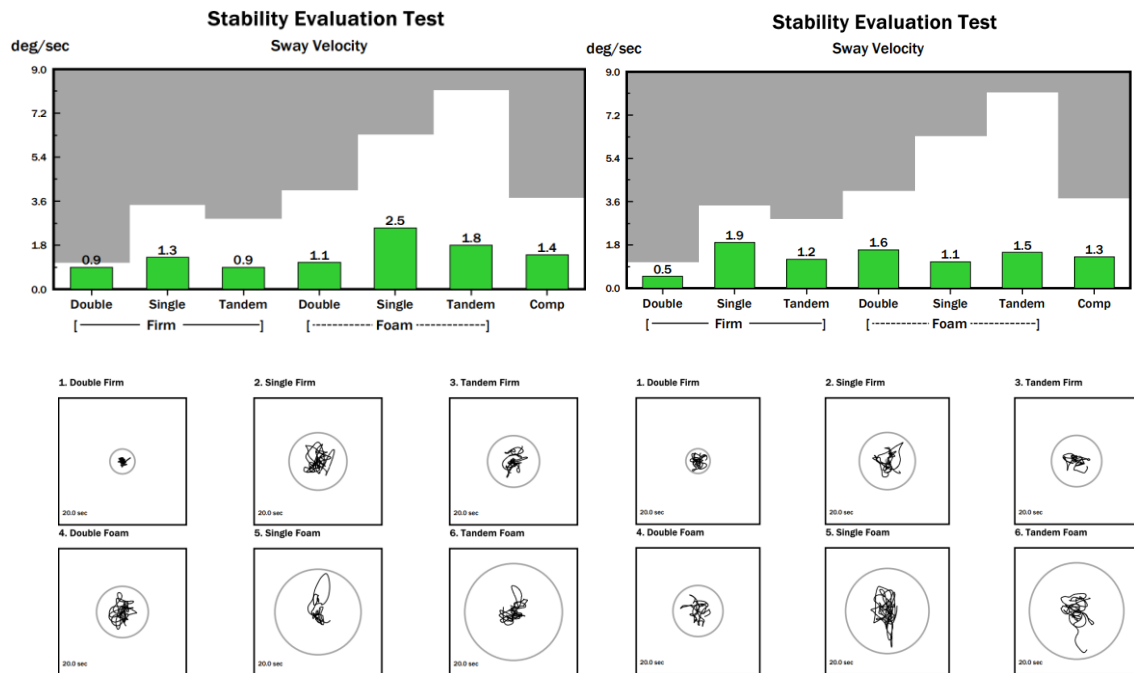 Stability Evaluation Test
deg/sec
Sway Velocity
9.0
7.2
5.4
3.6
1.8
0.0
0.9
1.3
0.9
1.1
2.5
1.8
1.4
Double Single Tandem Double Single Tandem Comp
[ Firm ] [ Foam ]
1. Double Firm
2. Single Firm
3. Tandem Firm
20.0 sec
20.0 sec
20.0 sec
4. Double Foam
5. Single Foam
6. Tandem Foam
20.0 sec
20.0 sec
20.0 sec
Stability Evaluation Test
deg/sec
Sway Velocity
9.0
7.2
5.4
3.6
1.8
0.0
0.5
1.9
1.2
1.6
1.1
1.5
1.3
Double Single Tandem Double Single Tandem Comp
[ Firm ] [ Foam ]
1. Double Firm
2. Single Firm
3. Tandem Firm
20.0 sec
20.0 sec
20.0 sec
4. Double Foam
5. Single Foam
6. Tandem Foam
20.0 sec
20.0 sec
20.0 sec